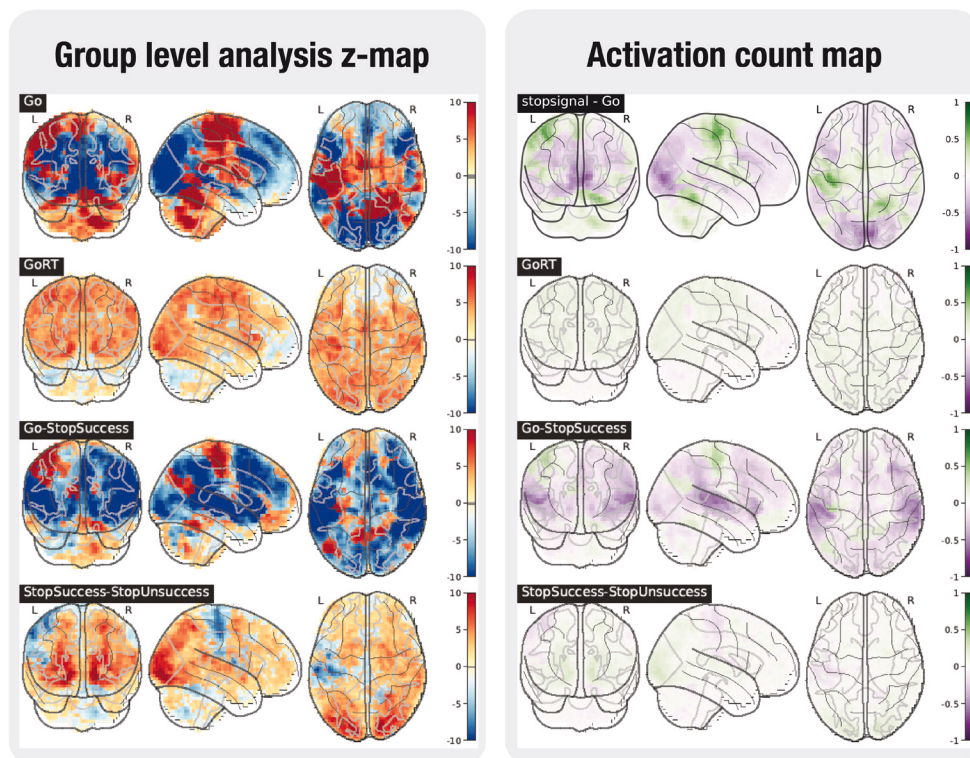 Group level analysis z-map
Go
L R
10
5
0
-5
-10
GoRT
L R
10
5
0
-5
-10
Go-StopSuccess
L R
10
5
0
-5
-10
StopSuccess-StopUnsuccess
L R
10
5
0
-5
-10
Activation count map
stopsignal - Go
L R
1
0.5
0
-0.5
-1
GoRT
L R
1
0.5
0
-0.5
-1
Go-StopSuccess
L R
1
0.5
0
-0.5
-1
StopSuccess-StopUnsuccess
L R
1
0.5
0
-0.5
-1